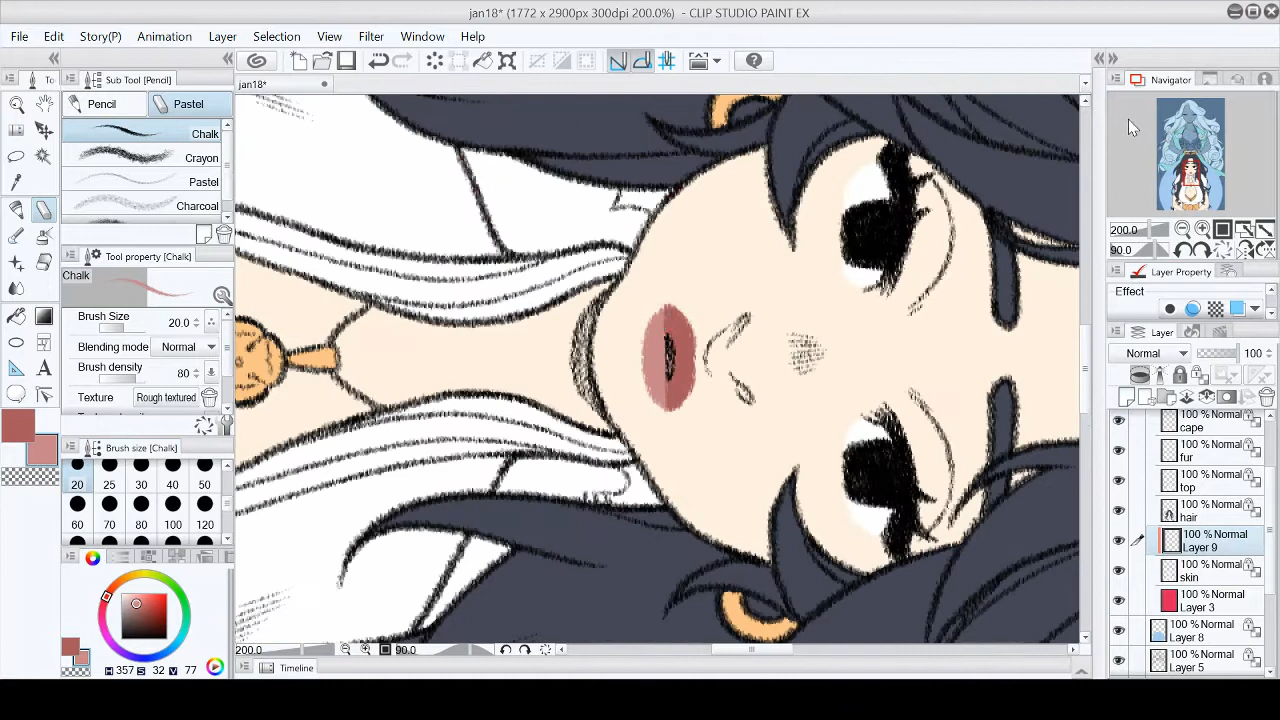 jan18* (1772 x 2900px 300dpi 200.0%) - CLIP STUDIO PAINT EX
File Edit Story(P) Animation Layer Selection View Filter Window Help
To Sub Tool [Pencil] jan18* Navigator
Pencil Pastel
Chalk
Crayon
Pastel
Charcoal
200.0
90.0
Tool property [Chalk] Layer Property
Chalk
Effect
Brush Size 20.0
Blending mode Normal
Layer
Brush density 80
Normal 100
Texture Rough textured
Brush size [Chalk]
20 25 30 40 50
60 70 80 100 120
100 % Normal
cape
100 % Normal
fur
100 % Normal
top
100 % Normal
hair
100 % Normal
Layer 9
100 % Normal
skin
100 % Normal
Layer 3
100 % Normal
Layer 8
100 % Normal
Layer 5
200.0 90.0
H 357 S 32 V 77
Timeline